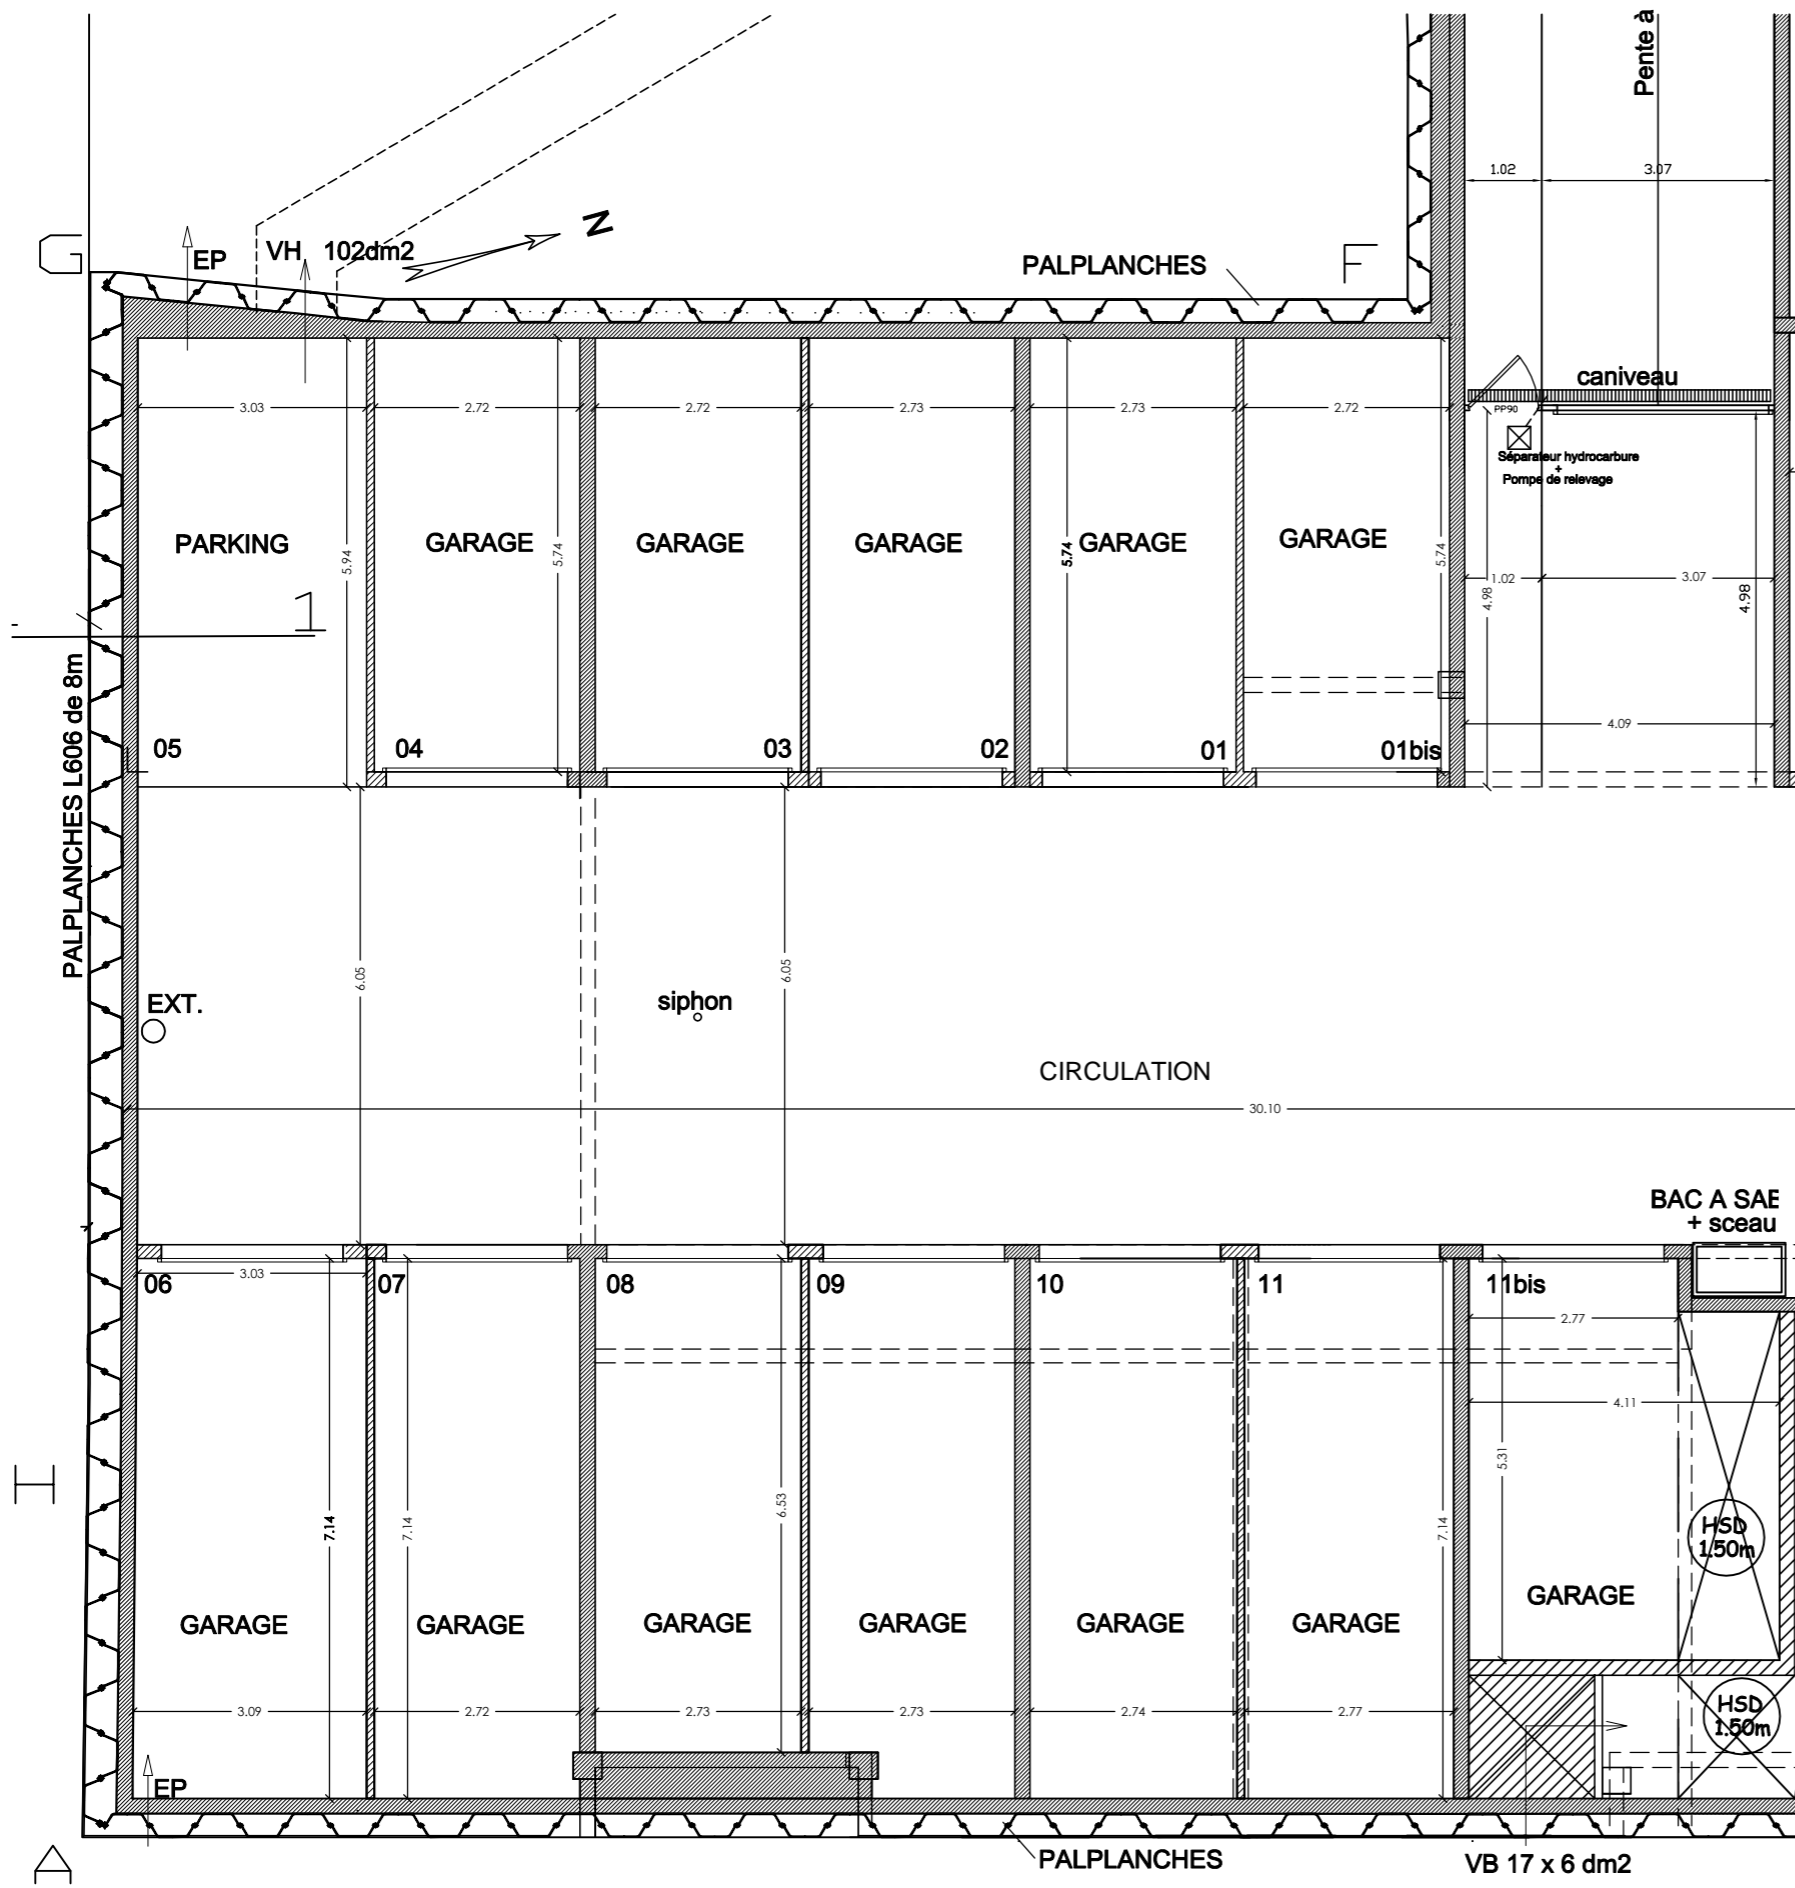 Pente à
1.02
3.07
G
EP
VH 102dm2
N
PALPLANCHES
F
caniveau
3.03
2.72
2.72
2.73
2.73
2.72
PP90
Séparateur hydrocarbure
+
Pompe de relevage
PARKING
GARAGE
GARAGE
GARAGE
GARAGE
GARAGE
5.94
5.74
5.74
5.74
1.02
3.07
4.98
4.98
1
PALPLANCHES L606 de 8m
4.09
05
04
03
02
01
01bis
6.05
6.05
EXT.
siphon
CIRCULATION
30.10
BAC A SAB
+ sceau
06
3.03
07
08
09
10
11
11bis
2.77
4.11
5.31
H
7.14
7.14
6.53
7.14
HSD
1.50m
GARAGE
GARAGE
GARAGE
GARAGE
GARAGE
GARAGE
GARAGE
3.09
2.72
2.73
2.73
2.74
2.77
HSD
1.50m
EP
PALPLANCHES
VB 17 x 6 dm2
A